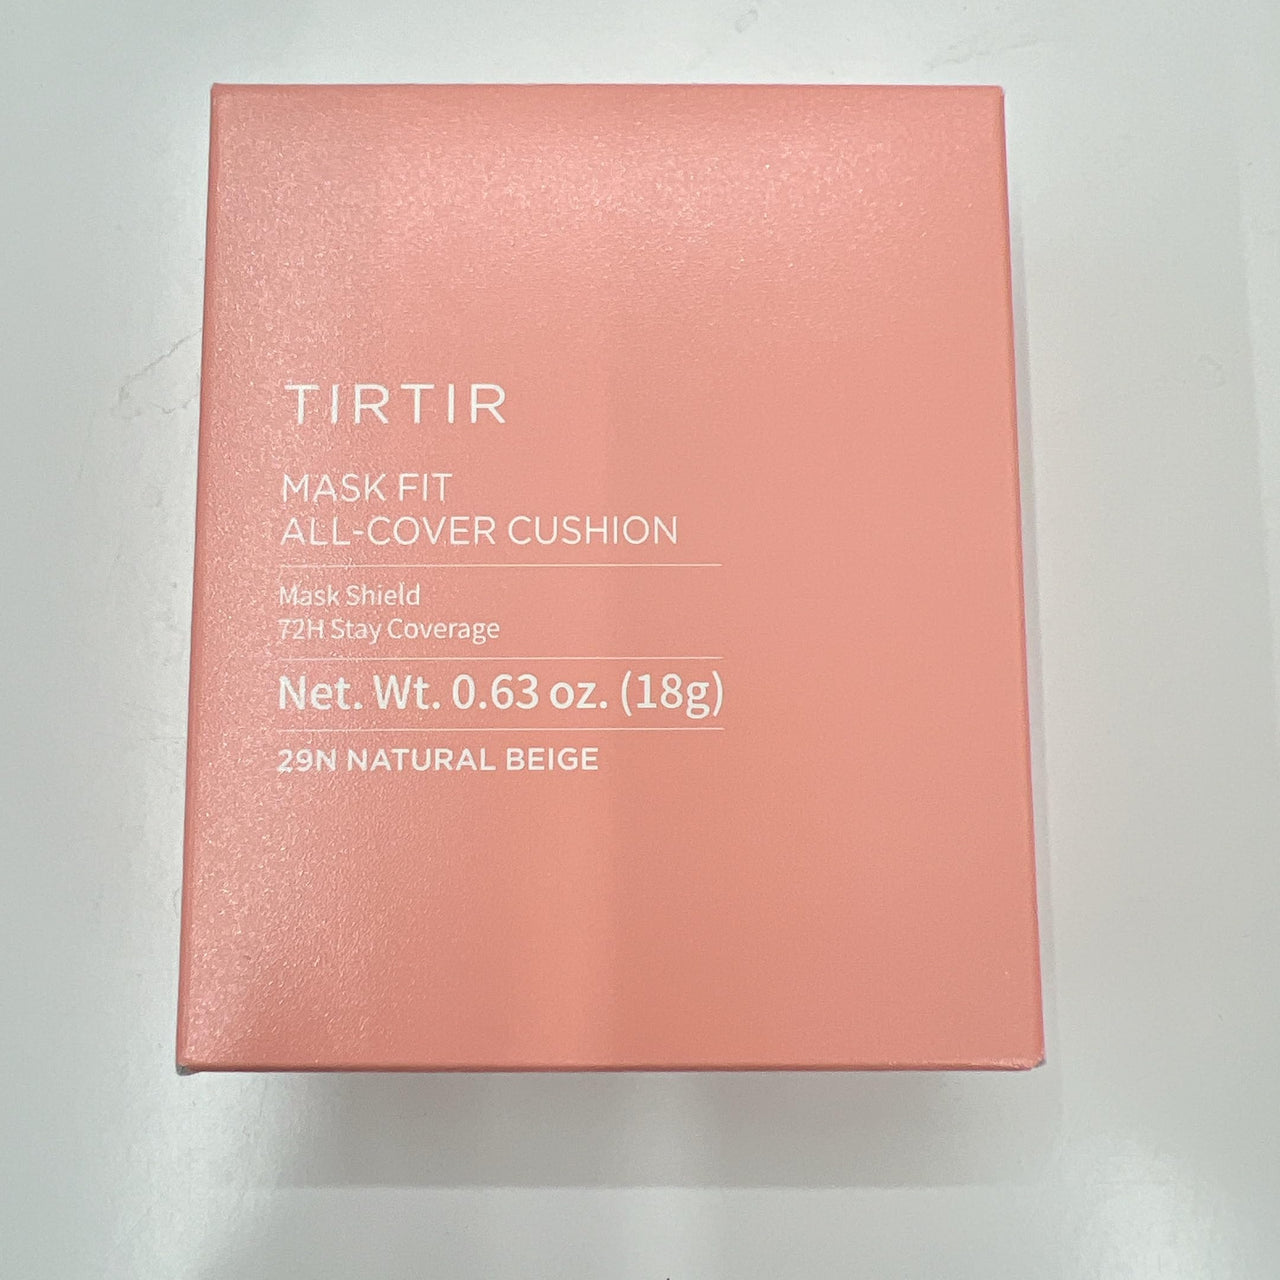 TIRTIR
MASK FIT
ALL-COVER CUSHION
Mask Shield
72H Stay Coverage
Net. Wt. 0.63 oz. (18g)
29N NATURAL BEIGE